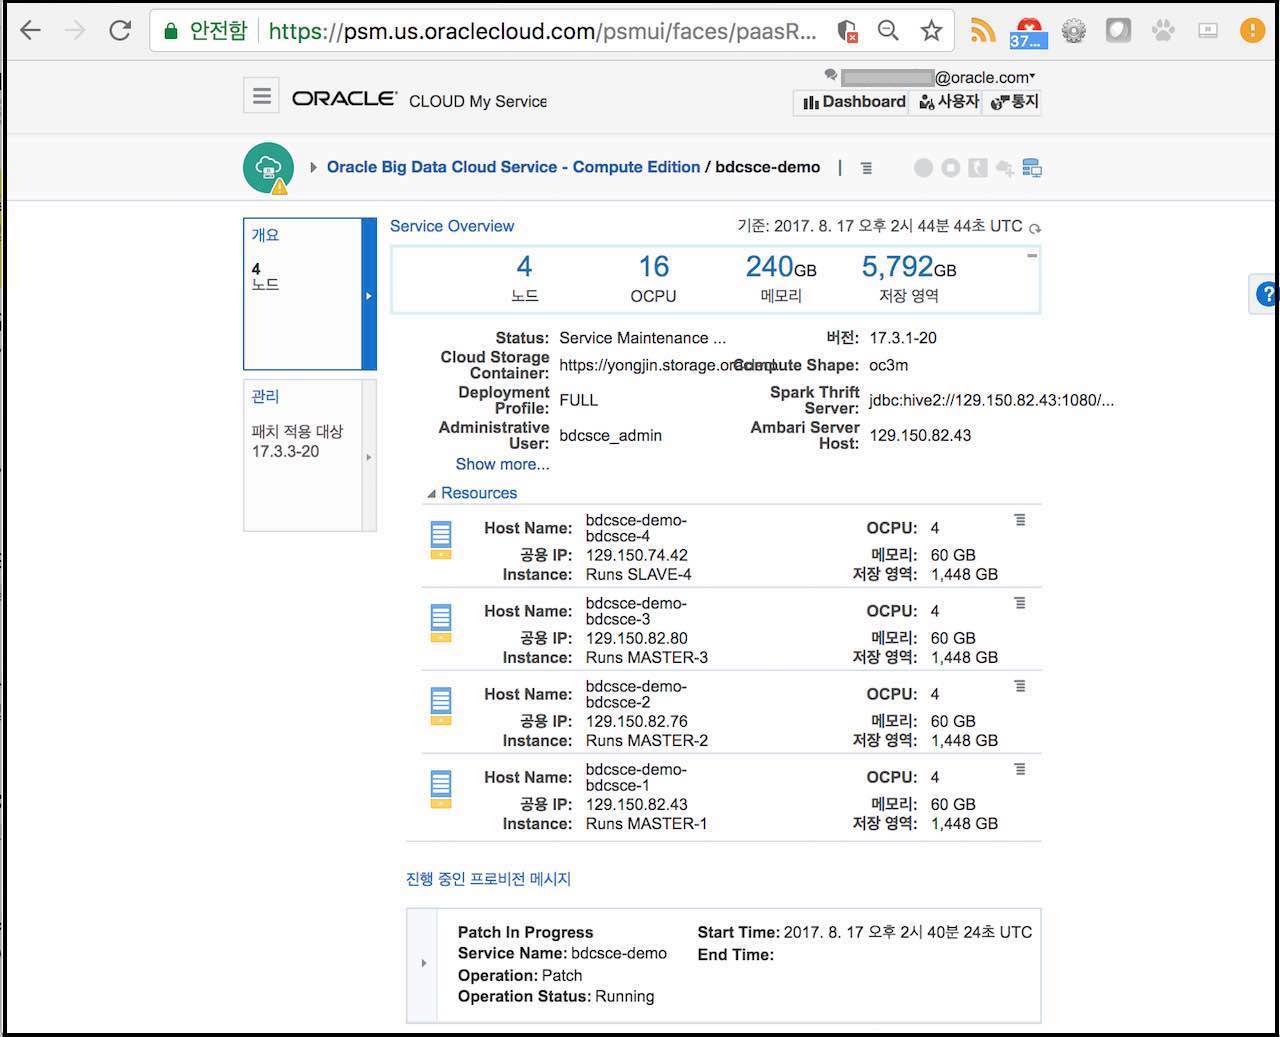 안전함 https://psm.us.oraclecloud.com/psmui/faces/paasR...
37...
@oracle.com
ORACLE CLOUD My Service
Dashboard 사용자 통지
Oracle Big Data Cloud Service - Compute Edition / bdcsce-demo
개요
4
노드
관리
패치 적용 대상
17.3.3-20
Service Overview 기준: 2017. 8. 17 오후 2시 44분 44초 UTC
4 16 240GB 5,792GB
노드 OCPU 메모리 저장 영역
?
Status: Service Maintenance ... 버전: 17.3.1-20
Cloud Storage Container: https://yongjin.storage.or Compute Shape: oc3m
Deployment Profile: FULL Spark Thrift Server: jdbc:hive2://129.150.82.43:1080/...
Administrative User: bdcsce_admin Ambari Server Host: 129.150.82.43
Show more...
Resources
Host Name: bdcsce-demo-bdcsce-4 OCPU: 4
공용 IP: 129.150.74.42 메모리: 60 GB
Instance: Runs SLAVE-4 저장 영역: 1,448 GB
Host Name: bdcsce-demo-bdcsce-3 OCPU: 4
공용 IP: 129.150.82.80 메모리: 60 GB
Instance: Runs MASTER-3 저장 영역: 1,448 GB
Host Name: bdcsce-demo-bdcsce-2 OCPU: 4
공용 IP: 129.150.82.76 메모리: 60 GB
Instance: Runs MASTER-2 저장 영역: 1,448 GB
Host Name: bdcsce-demo-bdcsce-1 OCPU: 4
공용 IP: 129.150.82.43 메모리: 60 GB
Instance: Runs MASTER-1 저장 영역: 1,448 GB
진행 중인 프로비전 메시지
Patch In Progress Start Time: 2017. 8. 17 오후 2시 40분 24초 UTC
Service Name: bdcsce-demo End Time:
Operation: Patch
Operation Status: Running